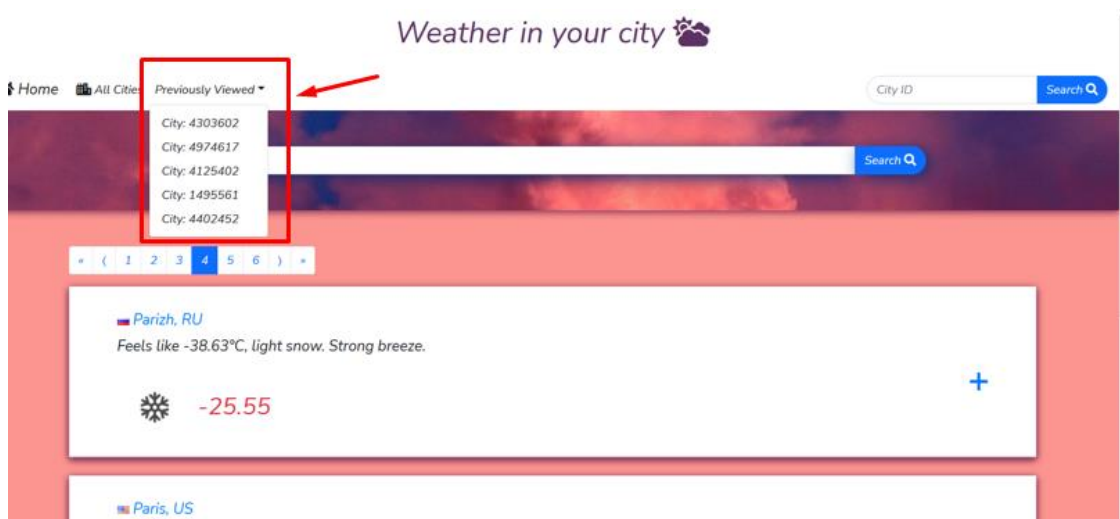 Weather in your city
Home All Cities Previously Viewed City ID Search
City: 4303602
City: 4974617
City: 4125402
City: 1495561
City: 4402452
Search
« ⟨ 1 2 3 4 5 6 ⟩ »
Parizh, RU
Feels like -38.63°C, light snow. Strong breeze.
+
-25.55
Paris, US